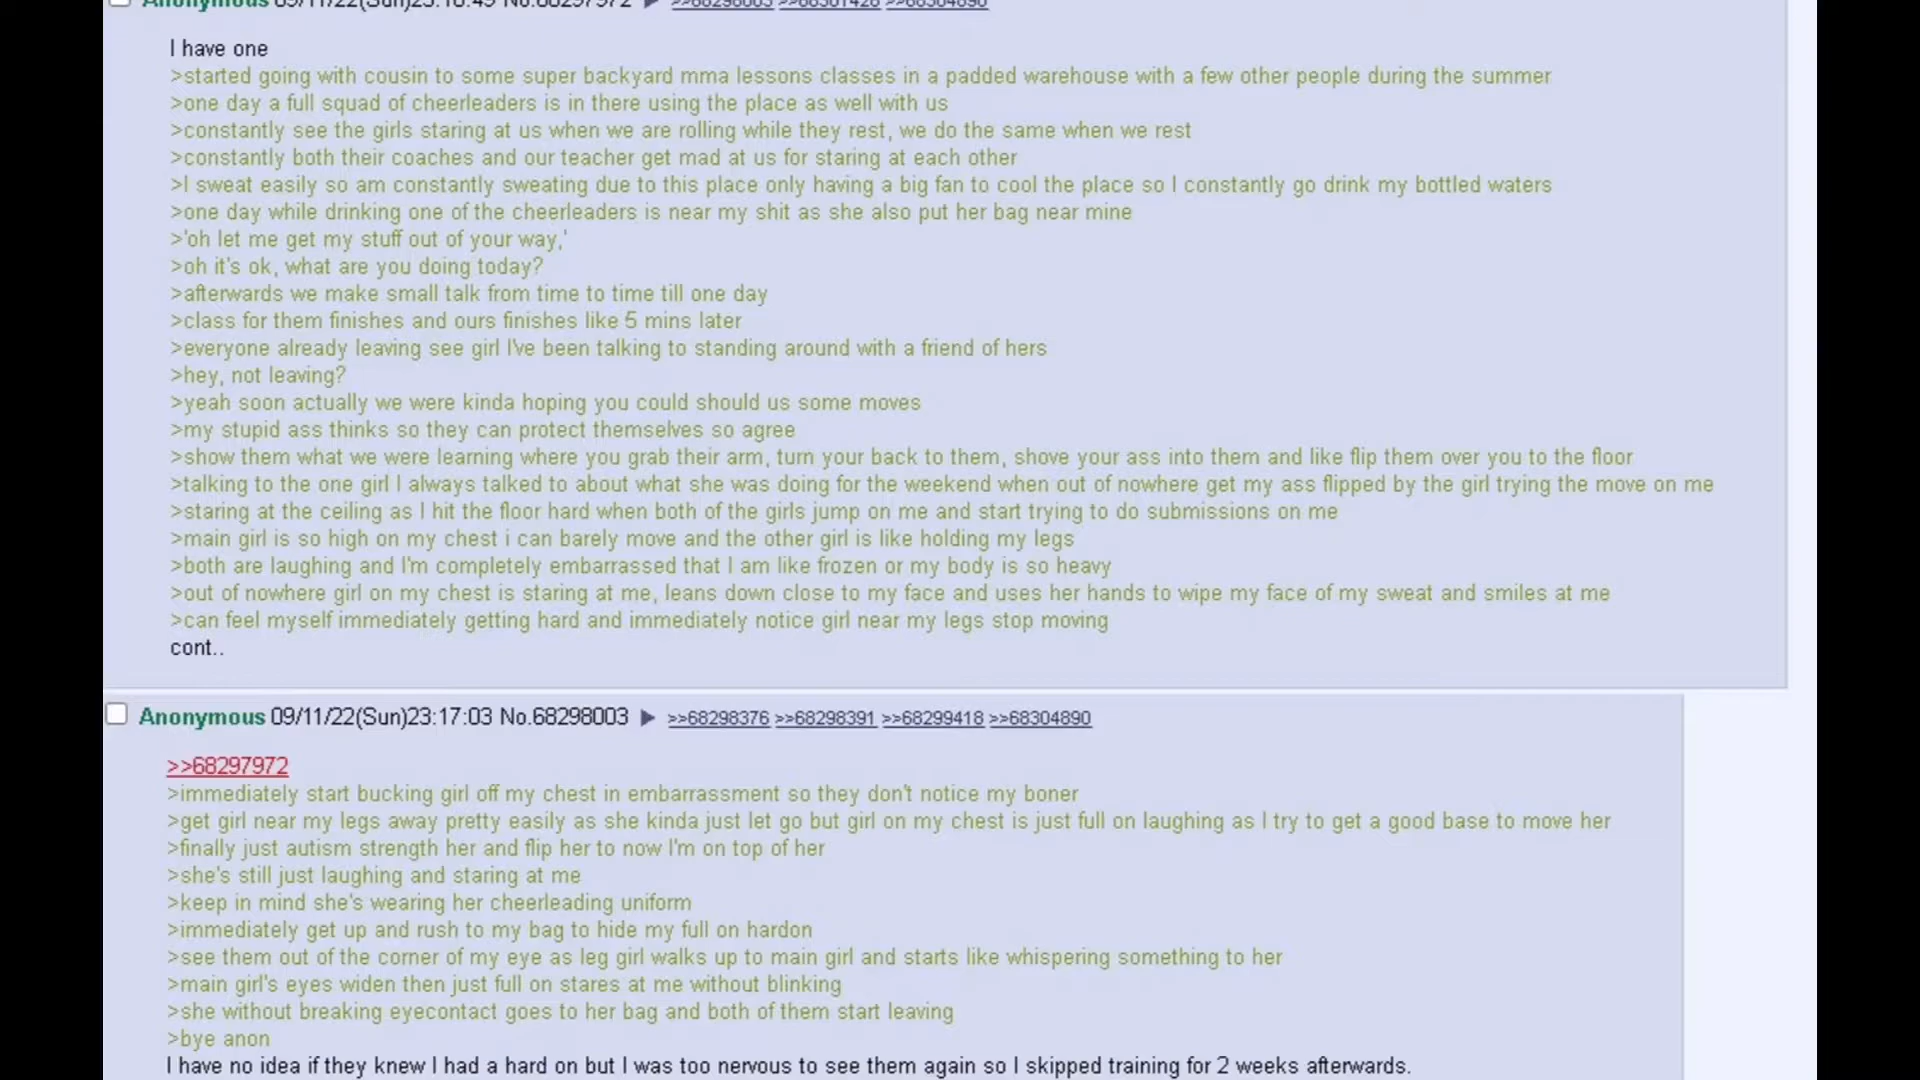 Anonymous 09/11/22(Sun)23:16:49 No.68297972 ▶ >>68298003 >>68301428 >>68304890
I have one
>started going with cousin to some super backyard mma lessons classes in a padded warehouse with a few other people during the summer
>one day a full squad of cheerleaders is in there using the place as well with us
>constantly see the girls staring at us when we are rolling while they rest, we do the same when we rest
>constantly both their coaches and our teacher get mad at us for staring at each other
>I sweat easily so am constantly sweating due to this place only having a big fan to cool the place so I constantly go drink my bottled waters
>one day while drinking one of the cheerleaders is near my shit as she also put her bag near mine
>'oh let me get my stuff out of your way,'
>oh it's ok, what are you doing today?
>afterwards we make small talk from time to time till one day
>class for them finishes and ours finishes like 5 mins later
>everyone already leaving see girl I've been talking to standing around with a friend of hers
>hey, not leaving?
>yeah soon actually we were kinda hoping you could should us some moves
>my stupid ass thinks so they can protect themselves so agree
>show them what we were learning where you grab their arm, turn your back to them, shove your ass into them and like flip them over you to the floor
>talking to the one girl I always talked to about what she was doing for the weekend when out of nowhere get my ass flipped by the girl trying the move on me
>staring at the ceiling as I hit the floor hard when both of the girls jump on me and start trying to do submissions on me
>main girl is so high on my chest i can barely move and the other girl is like holding my legs
>both are laughing and I'm completely embarrassed that I am like frozen or my body is so heavy
>out of nowhere girl on my chest is staring at me, leans down close to my face and uses her hands to wipe my face of my sweat and smiles at me
>can feel myself immediately getting hard and immediately notice girl near my legs stop moving
cont..
Anonymous 09/11/22(Sun)23:17:03 No.68298003 ▶ >>68298376 >>68298391 >>68299418 >>68304890
>>68297972
>immediately start bucking girl off my chest in embarrassment so they don't notice my boner
>get girl near my legs away pretty easily as she kinda just let go but girl on my chest is just full on laughing as I try to get a good base to move her
>finally just autism strength her and flip her to now I'm on top of her
>she's still just laughing and staring at me
>keep in mind she's wearing her cheerleading uniform
>immediately get up and rush to my bag to hide my full on hardon
>see them out of the corner of my eye as leg girl walks up to main girl and starts like whispering something to her
>main girl's eyes widen then just full on stares at me without blinking
>she without breaking eyecontact goes to her bag and both of them start leaving
>bye anon
I have no idea if they knew I had a hard on but I was too nervous to see them again so I skipped training for 2 weeks afterwards.